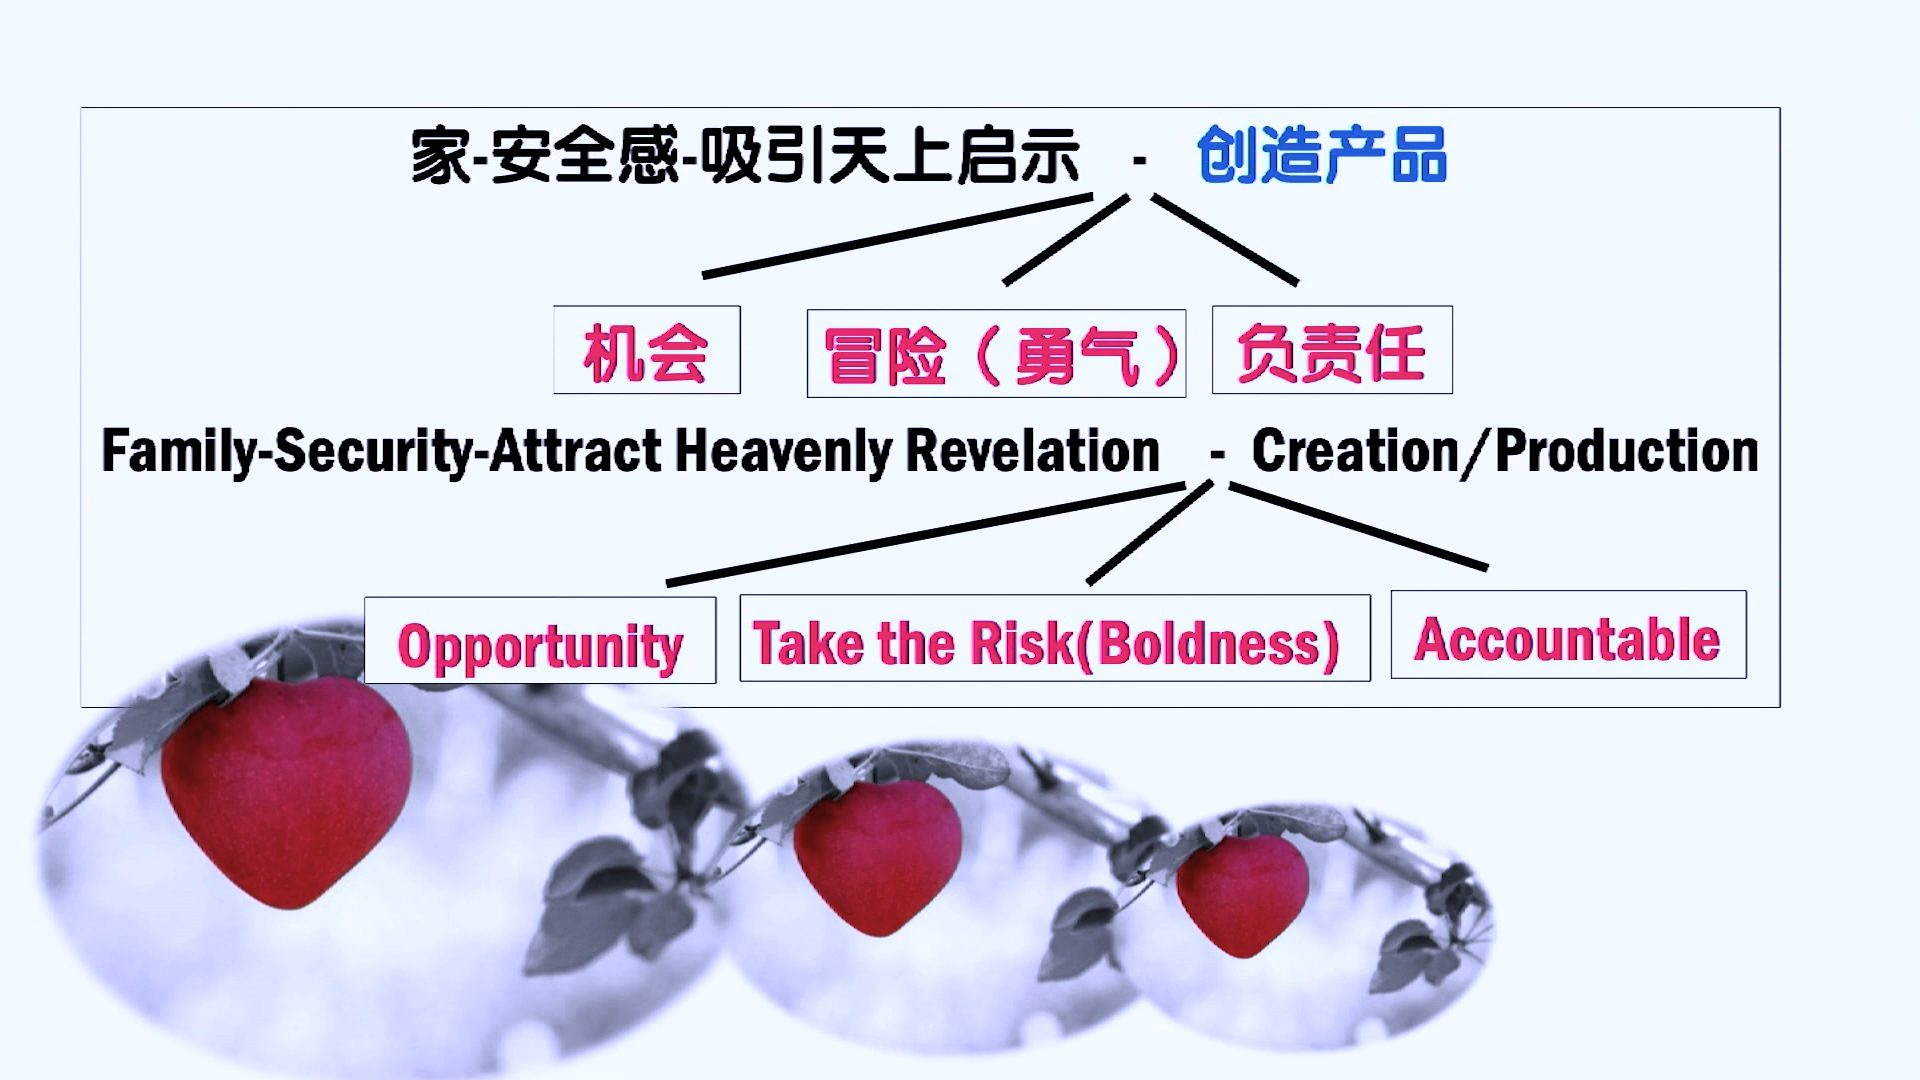 家-安全感-吸引天上启示 - 创造产品
机会 冒险（勇气） 负责任
Family-Security-Attract Heavenly Revelation - Creation/Production
Opportunity Take the Risk(Boldness) Accountable